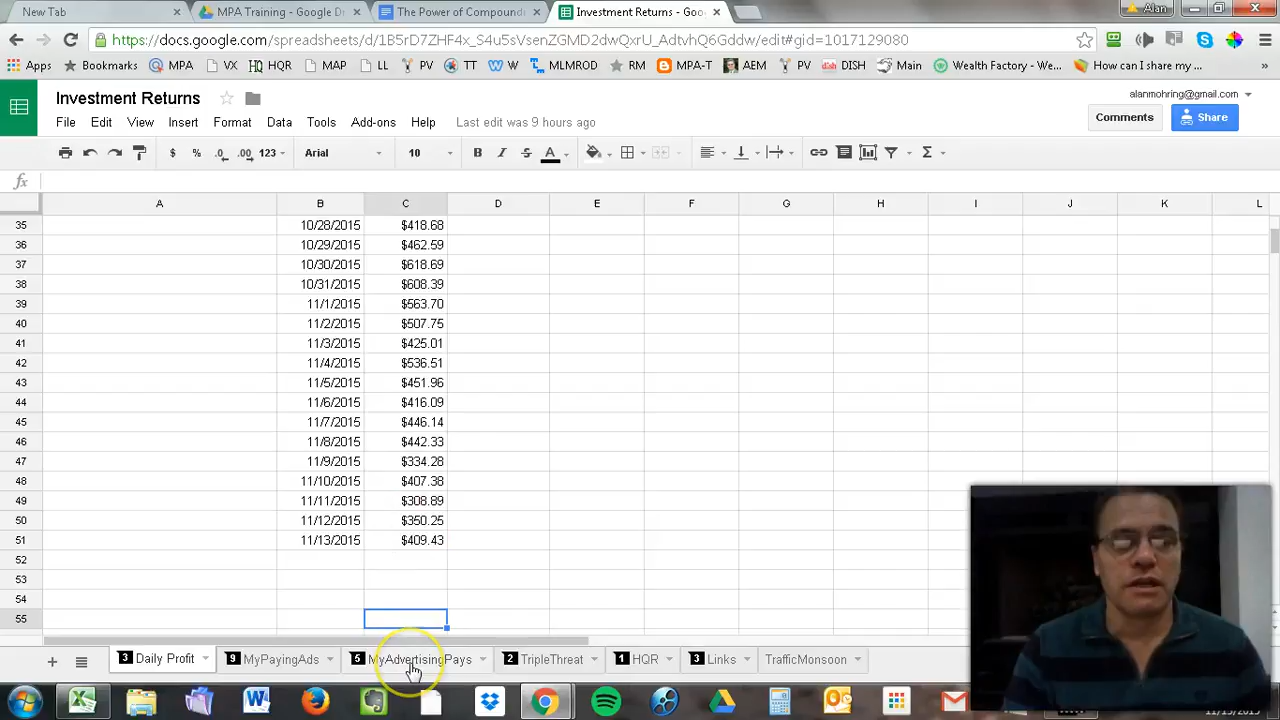 New Tab
MPA Training - Google D
The Power of Compound
Investment Returns - Goo
Alan
https://docs.google.com/spreadsheets/d/1B5rD7ZHF4x_S4u5sVsenZGMD2dwQxrU_AdtvhQ6Gddw/edit#gid=1017129080
Apps Bookmarks MPA VX HQR MAP LL PV TT W MLMROD RM MPA-T AEM PV DISH Main Wealth Factory - We... How can I share my ...
Investment Returns
alanmohring@gmail.com
File Edit View Insert Format Data Tools Add-ons Help Last edit was 9 hours ago
Comments Share
$ % .0 .00 123 Arial 10 B I S A
fx
A B C D E F G H I J K L
35 10/28/2015 $418.68
36 10/29/2015 $462.59
37 10/30/2015 $618.69
38 10/31/2015 $608.39
39 11/1/2015 $563.70
40 11/2/2015 $507.75
41 11/3/2015 $425.01
42 11/4/2015 $536.51
43 11/5/2015 $451.96
44 11/6/2015 $416.09
45 11/7/2015 $446.14
46 11/8/2015 $442.33
47 11/9/2015 $334.28
48 11/10/2015 $407.38
49 11/11/2015 $308.89
50 11/12/2015 $350.25
51 11/13/2015 $409.43
52
53
54
55
3 Daily Profit 9 MyPayingAds 5 MyAdvertisingPays 2 TripleThreat 1 HQR 3 Links TrafficMonsoon